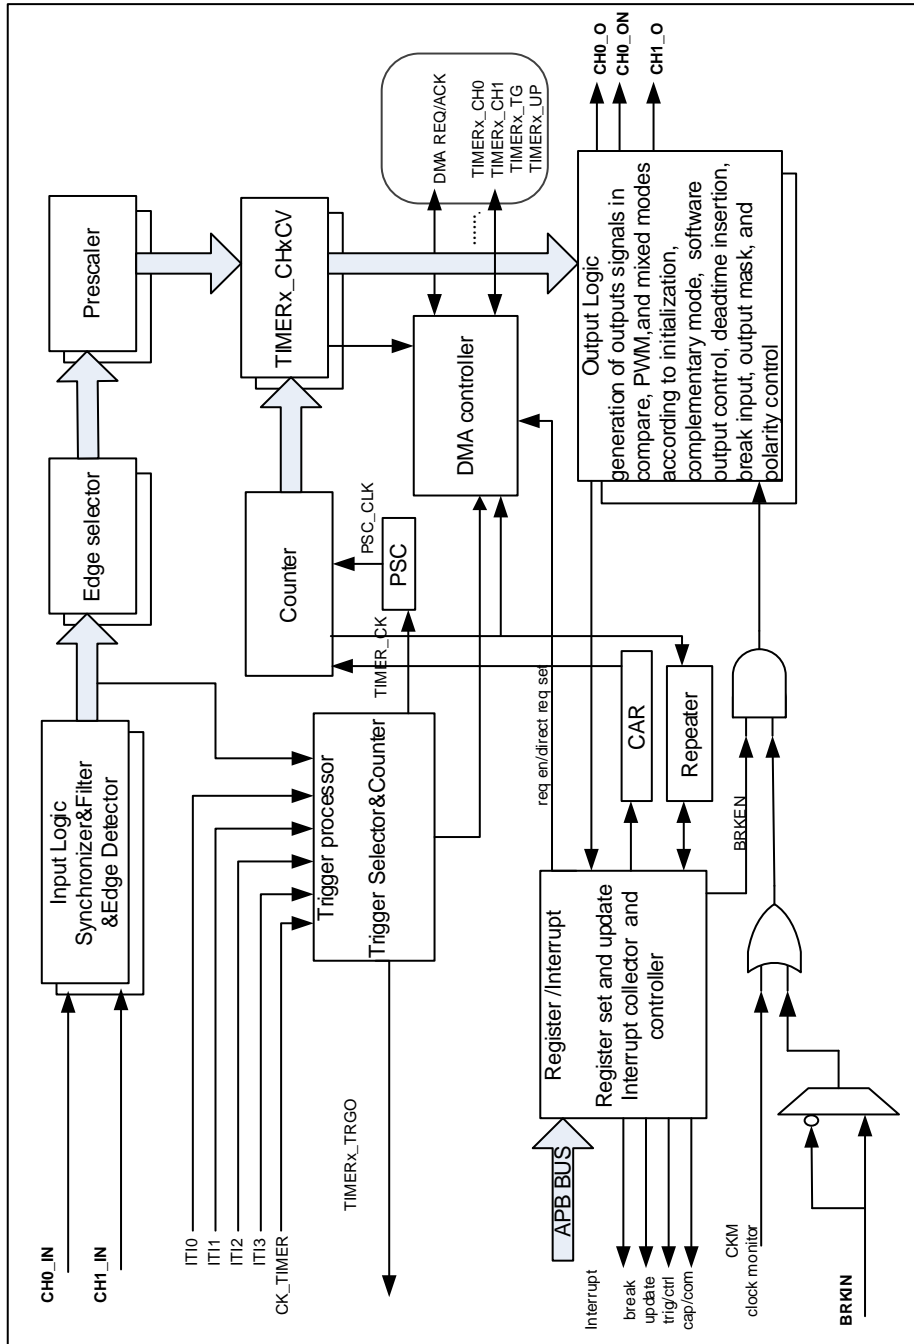 CH0_IN
CH1_IN
Input Logic
Synchronizer&Filter
&Edge Detector
Edge selector
Prescaler
ITI0
ITI1
ITI2
ITI3
CK_TIMER
Trigger processor
Trigger Selector&Counter
TIMERx_TRGO
TIMER_CK
PSC
PSC_CLK
Counter
TIMERx_CHxCV
DMA REQ/ACK
TIMERx_CH0
TIMERx_CH1
TIMERx_TG
TIMERx_UP
......
DMA controller
req en/direct req set
APB BUS
Register /Interrupt
Register set and update
Interrupt collector and
controller
CAR
Repeater
Interrupt
break
update
trig/ctrl
cap/com
BRKEN
CKM
clock monitor
BRKIN
Output Logic
generation of outputs signals in
compare, PWM,and mixed modes
according to initialization,
complementary mode, software
output control, deadtime insertion,
break input, output mask, and
polarity control
CH0_O
CH0_ON
CH1_O